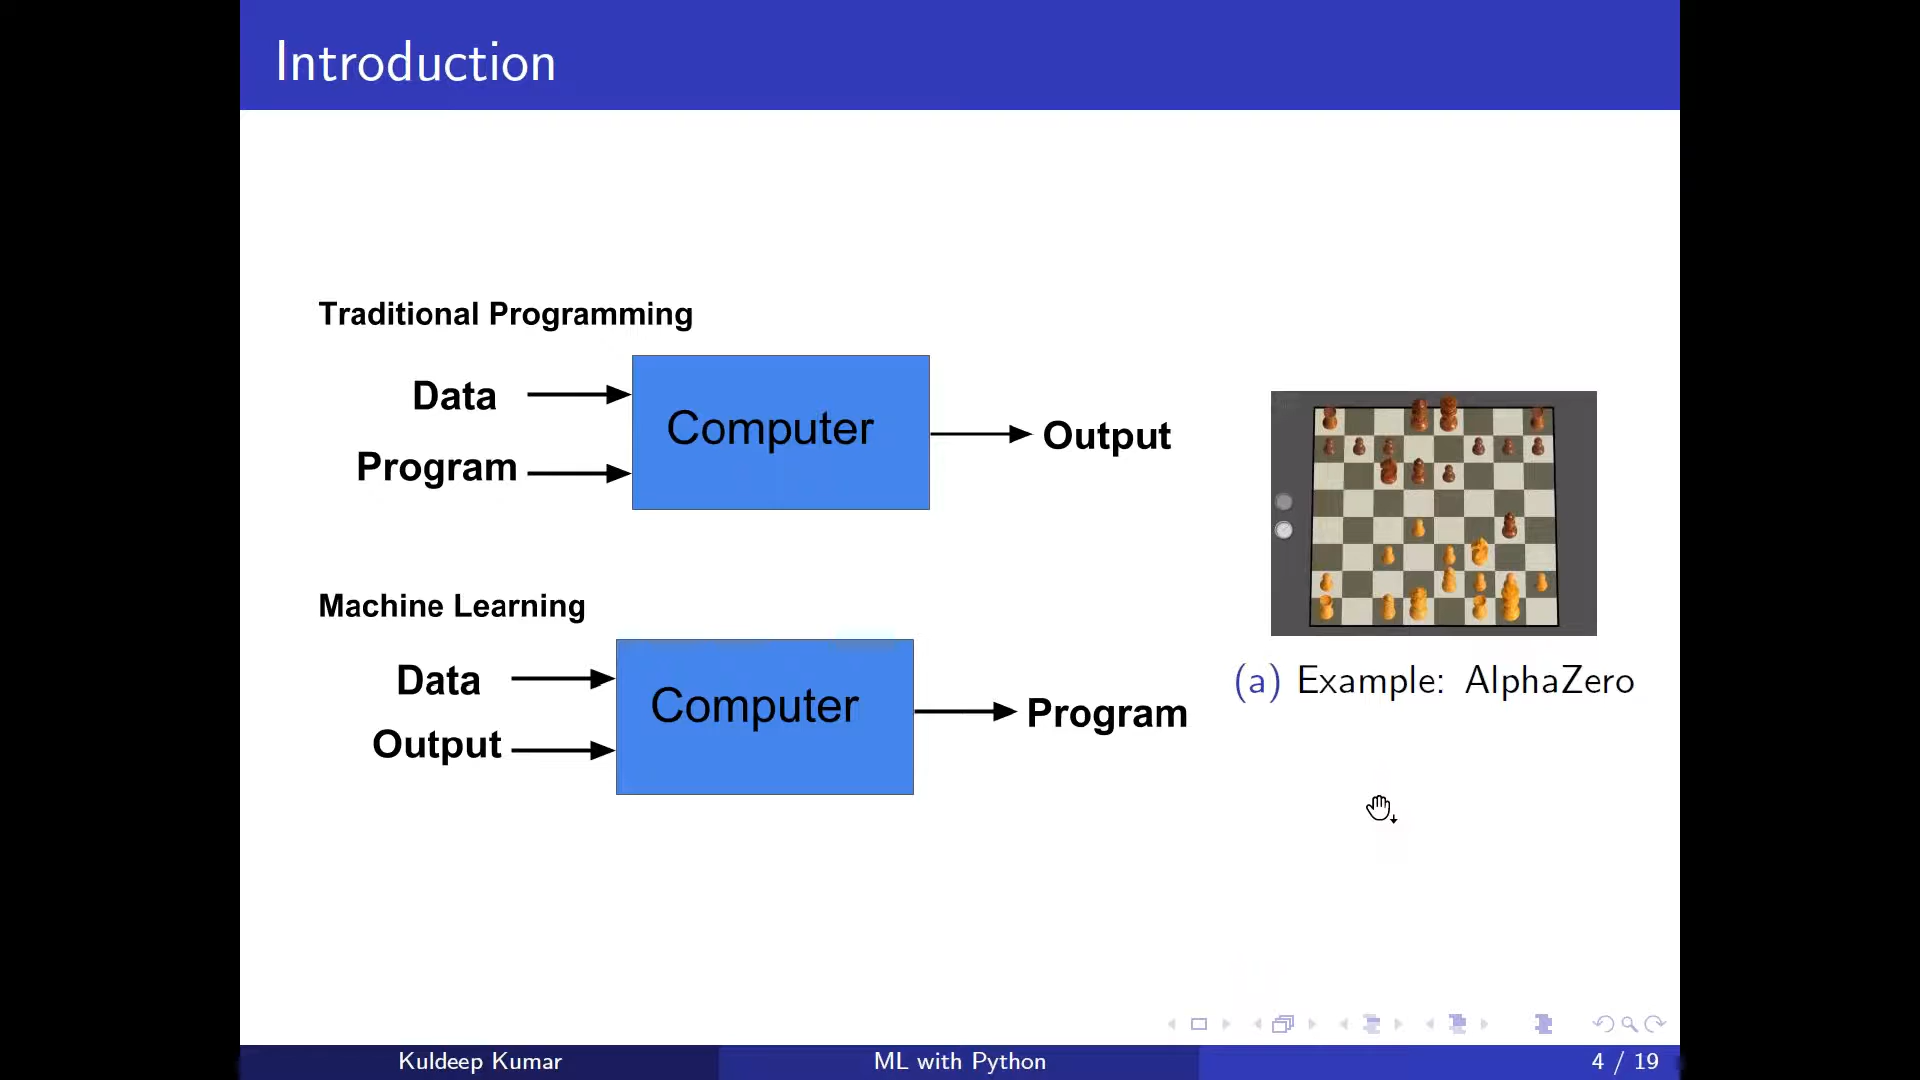 Introduction
Traditional Programming
Data
Program
Computer
Output
Machine Learning
Data
Output
Computer
Program
(a) Example: AlphaZero
Kuldeep Kumar
ML with Python
4 / 19